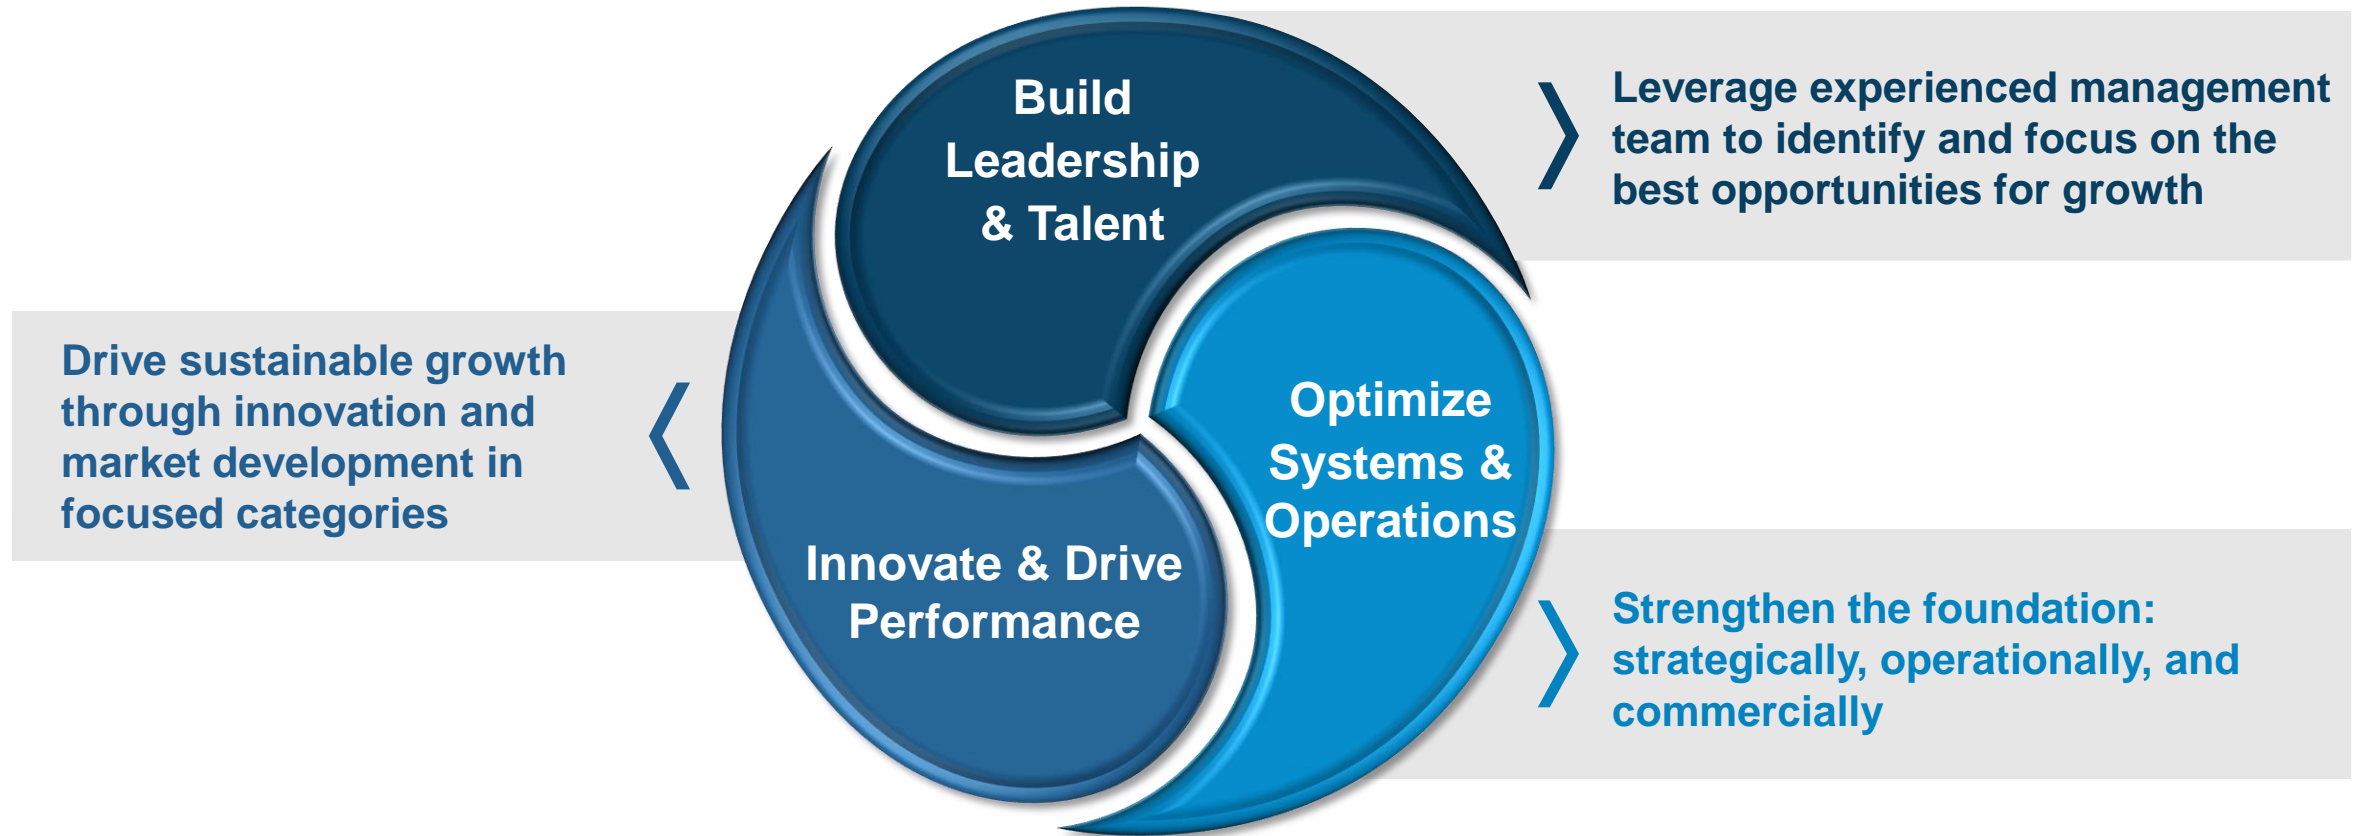 Build
Leadership
& Talent
Leverage experienced management
team to identify and focus on the
best opportunities for growth
Optimize
Systems &
Operations
Strengthen the foundation:
strategically, operationally, and
commercially
Innovate & Drive
Performance
Drive sustainable growth
through innovation and
market development in
focused categories